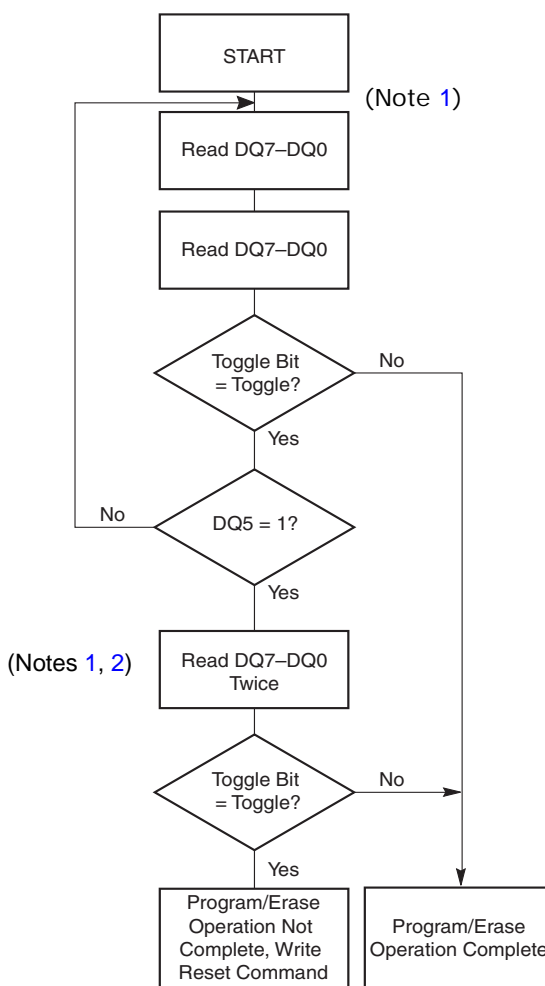 START
(Note 1)
Read DQ7–DQ0
Read DQ7–DQ0
Toggle Bit
= Toggle?
No
Yes
DQ5 = 1?
No
Yes
(Notes 1, 2)
Read DQ7–DQ0
Twice
Toggle Bit
= Toggle?
No
Yes
Program/Erase
Operation Not
Complete, Write
Reset Command
Program/Erase
Operation Complete